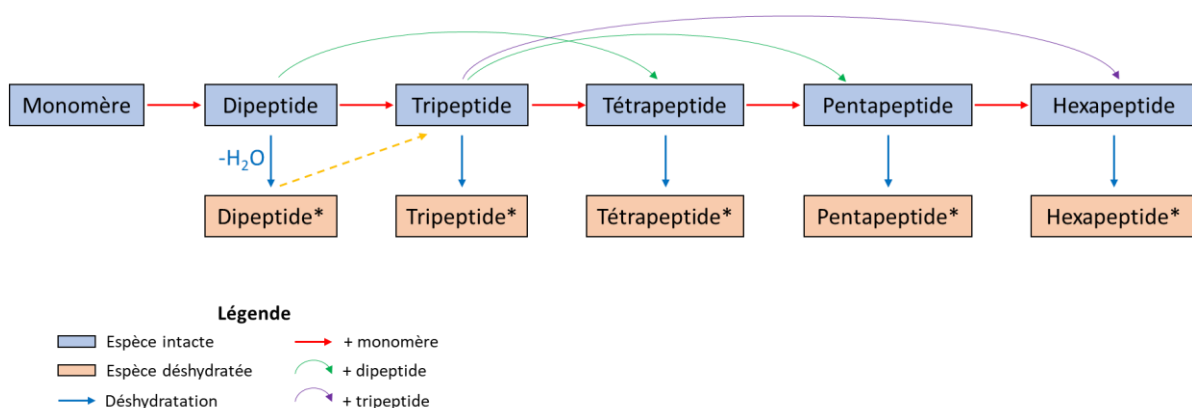 Monomère
Dipeptide
Tripeptide
Tétrapeptide
Pentapeptide
Hexapeptide
-H₂O
Dipeptide*
Tripeptide*
Tétrapeptide*
Pentapeptide*
Hexapeptide*
Légende
Espèce intacte
+ monomère
Espèce déshydratée
+ dipeptide
Déshydratation
+ tripeptide